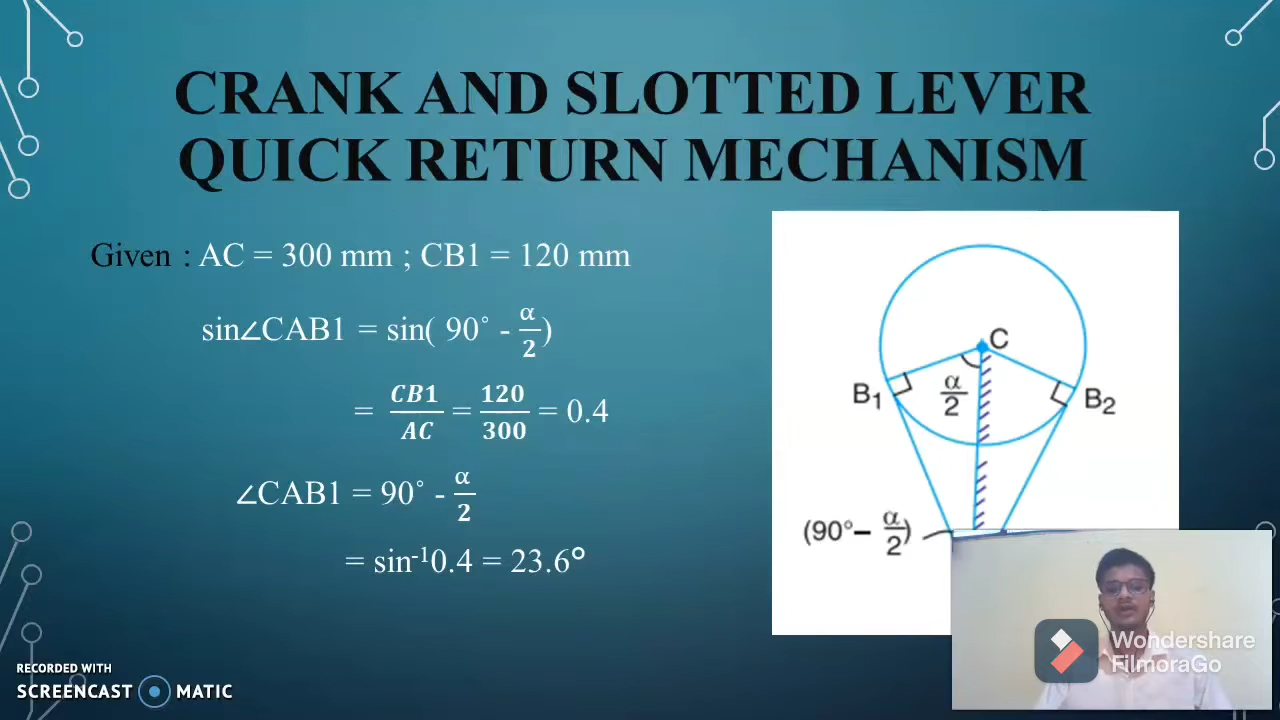 CRANK AND SLOTTED LEVER
QUICK RETURN MECHANISM
Given : AC = 300 mm ; CB1 = 120 mm
sin∠CAB1 = sin( 90˚ - α/2)
= CB1/AC = 120/300 = 0.4
∠CAB1 = 90˚ - α/2
= sin⁻¹0.4 = 23.6°
C
B₁
α/2
B₂
(90°– α/2)
Wondershare
FilmoraGo
RECORDED WITH
SCREENCAST MATIC